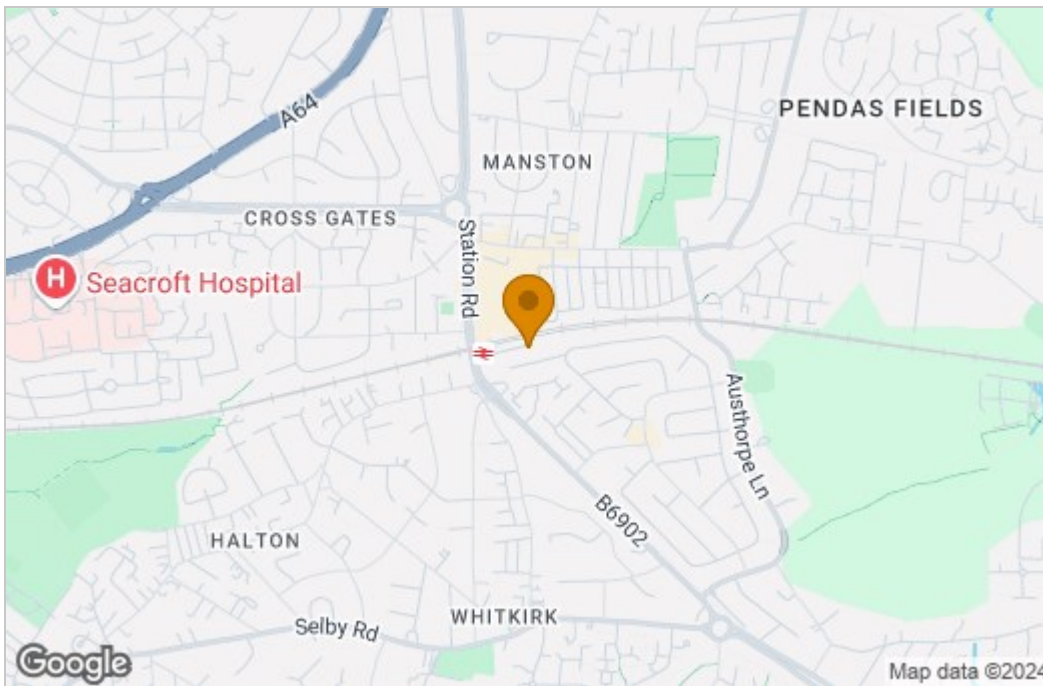 A64
PENDAS FIELDS
MANSTON
CROSS GATES
Station Rd
H
Seacroft Hospital
Austhorpe Ln
B6902
HALTON
WHITKIRK
Selby Rd
Google
Map data ©2024